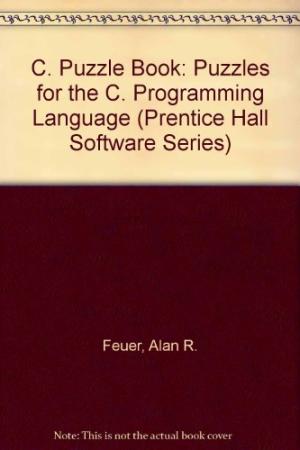 C. Puzzle Book: Puzzles
for the C. Programming
Language (Prentice Hall
Software Series)
Feuer, Alan R.
Note: This is not the actual book cover